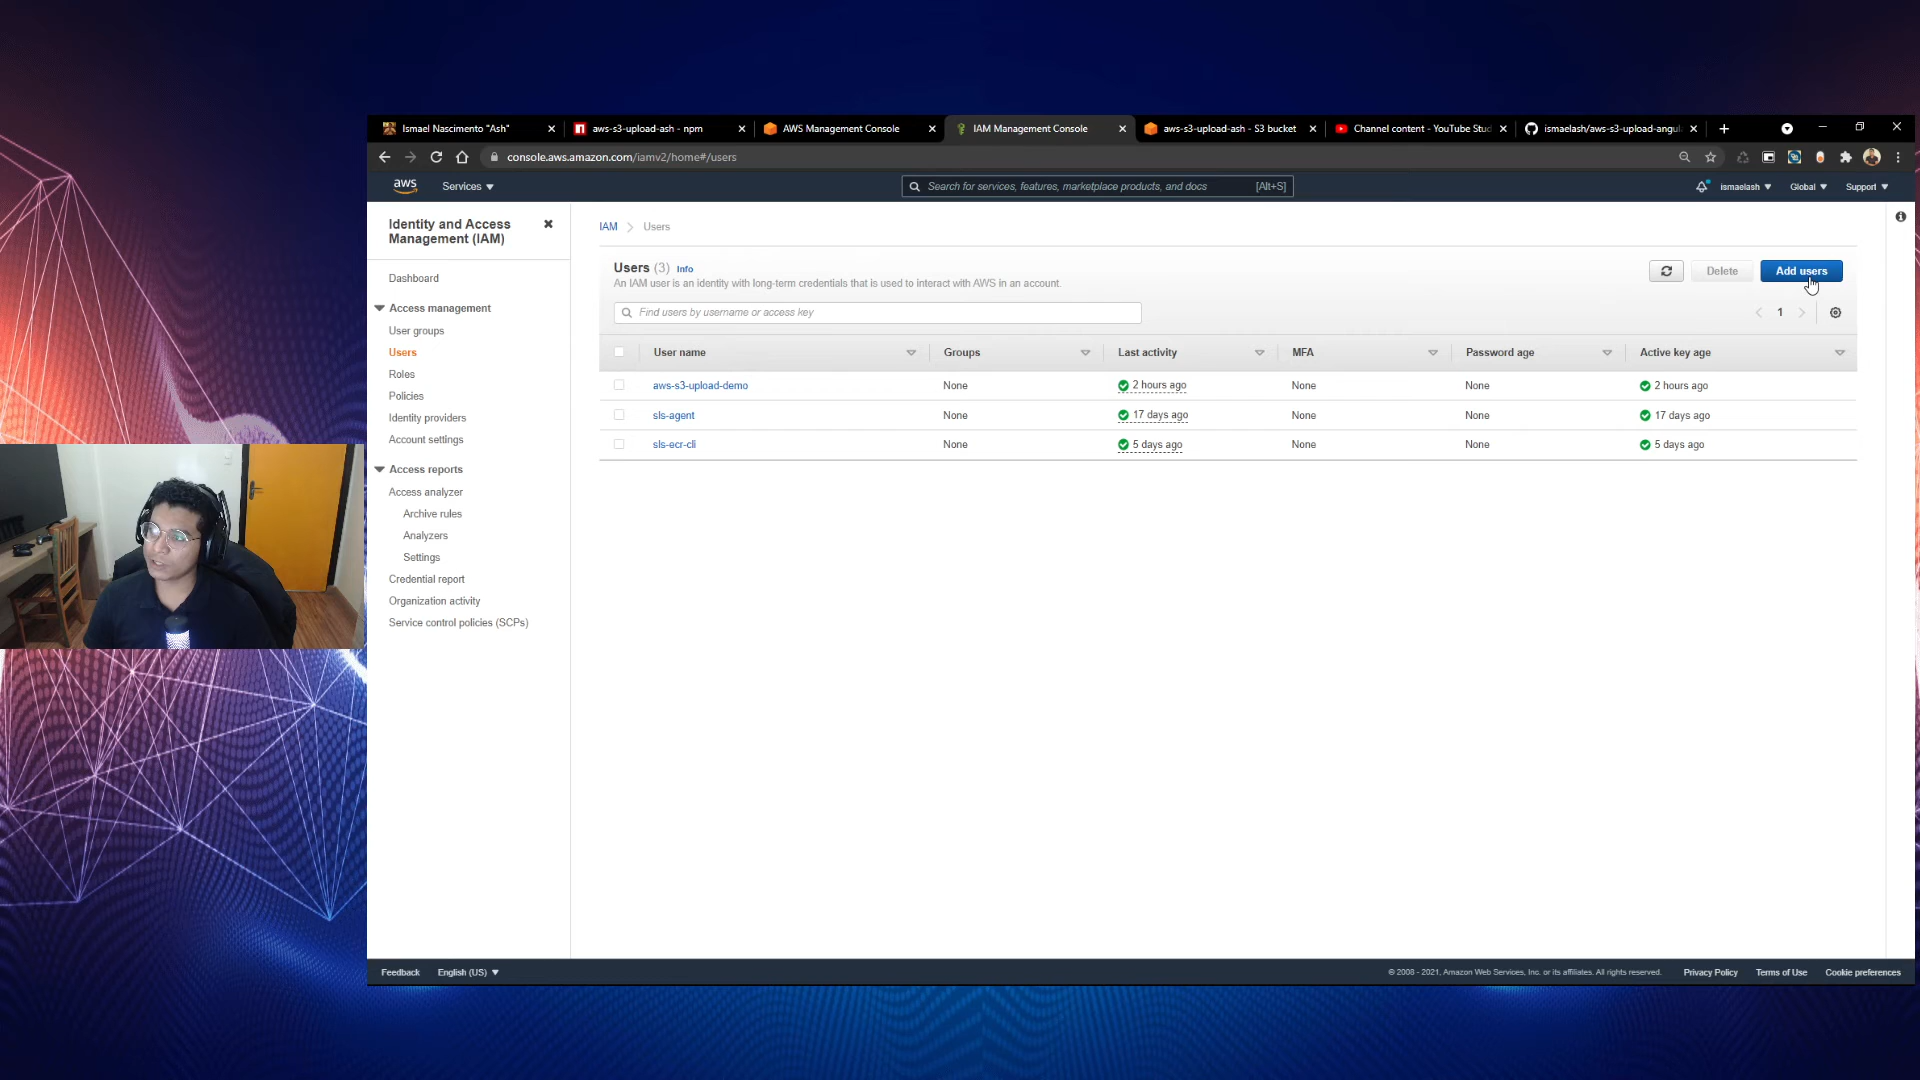 Ismael Nascimento "Ash"
aws-s3-upload-ash - npm
AWS Management Console
IAM Management Console
aws-s3-upload-ash - S3 bucket
Channel content - YouTube Stud
ismaelash/aws-s3-upload-angul
console.aws.amazon.com/iamv2/home#/users
aws
Services
Search for services, features, marketplace products, and docs
[Alt+S]
ismaelash
Global
Support
Identity and Access
Management (IAM)
Dashboard
Access management
User groups
Users
Roles
Policies
Identity providers
Account settings
Access reports
Access analyzer
Archive rules
Analyzers
Settings
Credential report
Organization activity
Service control policies (SCPs)
IAM > Users
Users (3) Info
An IAM user is an identity with long-term credentials that is used to interact with AWS in an account.
Delete
Add users
Find users by username or access key
1
User name Groups Last activity MFA Password age Active key age
aws-s3-upload-demo None 2 hours ago None None 2 hours ago
sls-agent None 17 days ago None None 17 days ago
sls-ecr-cli None 5 days ago None None 5 days ago
Feedback English (US)
© 2008 - 2021, Amazon Web Services, Inc. or its affiliates. All rights reserved. Privacy Policy Terms of Use Cookie preferences